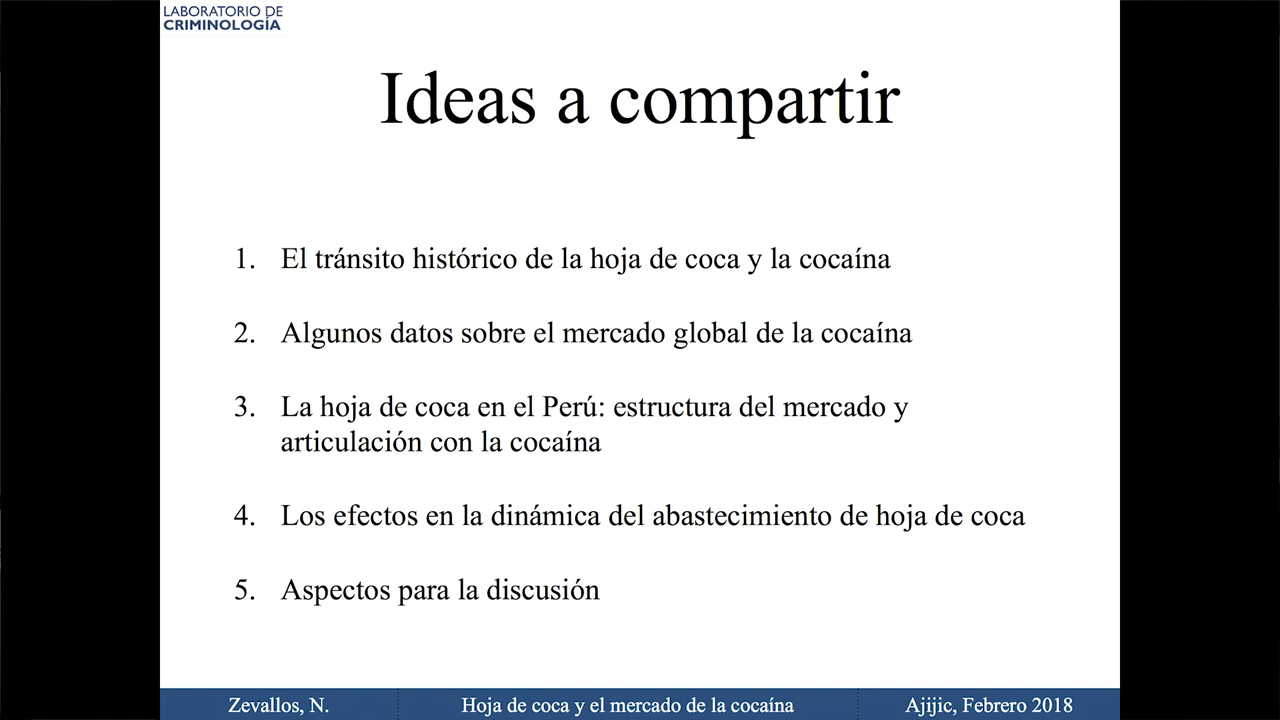 LABORATORIO DE
CRIMINOLOGÍA
Ideas a compartir
1. El tránsito histórico de la hoja de coca y la cocaína
2. Algunos datos sobre el mercado global de la cocaína
3. La hoja de coca en el Perú: estructura del mercado y
articulación con la cocaína
4. Los efectos en la dinámica del abastecimiento de hoja de coca
5. Aspectos para la discusión
Zevallos, N. Hoja de coca y el mercado de la cocaína Ajijic, Febrero 2018